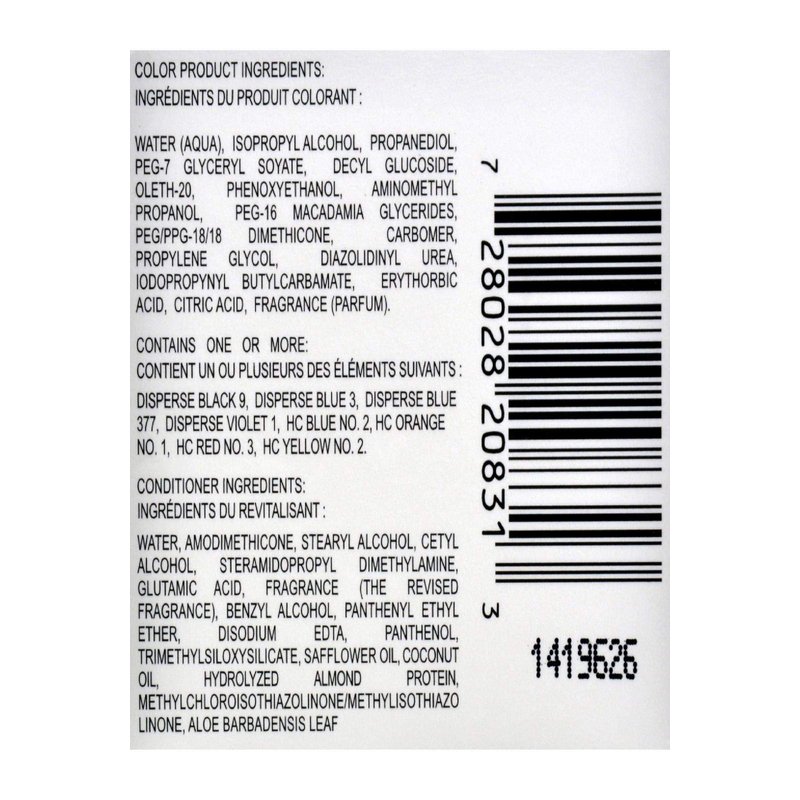 COLOR PRODUCT INGREDIENTS:
INGRÉDIENTS DU PRODUIT COLORANT :
WATER (AQUA), ISOPROPYL ALCOHOL, PROPANEDIOL,
PEG-7 GLYCERYL SOYATE, DECYL GLUCOSIDE,
OLETH-20, PHENOXYETHANOL, AMINOMETHYL
PROPANOL, PEG-16 MACADAMIA GLYCERIDES,
PEG/PPG-18/18 DIMETHICONE, CARBOMER,
PROPYLENE GLYCOL, DIAZOLIDINYL UREA,
IODOPROPYNYL BUTYLCARBAMATE, ERYTHORBIC
ACID, CITRIC ACID, FRAGRANCE (PARFUM).
CONTAINS ONE OR MORE:
CONTIENT UN OU PLUSIEURS DES ÉLÉMENTS SUIVANTS :
DISPERSE BLACK 9, DISPERSE BLUE 3, DISPERSE BLUE
377, DISPERSE VIOLET 1, HC BLUE NO. 2, HC ORANGE
NO. 1, HC RED NO. 3, HC YELLOW NO. 2.
CONDITIONER INGREDIENTS:
INGRÉDIENTS DU REVITALISANT :
WATER, AMODIMETHICONE, STEARYL ALCOHOL, CETYL
ALCOHOL, STERAMIDOPROPYL DIMETHYLAMINE,
GLUTAMIC ACID, FRAGRANCE (THE REVISED
FRAGRANCE), BENZYL ALCOHOL, PANTHENYL ETHYL
ETHER, DISODIUM EDTA, PANTHENOL,
TRIMETHYLSILOXYSILICATE, SAFFLOWER OIL, COCONUT
OIL, HYDROLYZED ALMOND PROTEIN,
METHYLCHLOROISOTHIAZOLINONE/METHYLISOTHIAZO
LINONE, ALOE BARBADENSIS LEAF
7 28028 20831 3
1419626